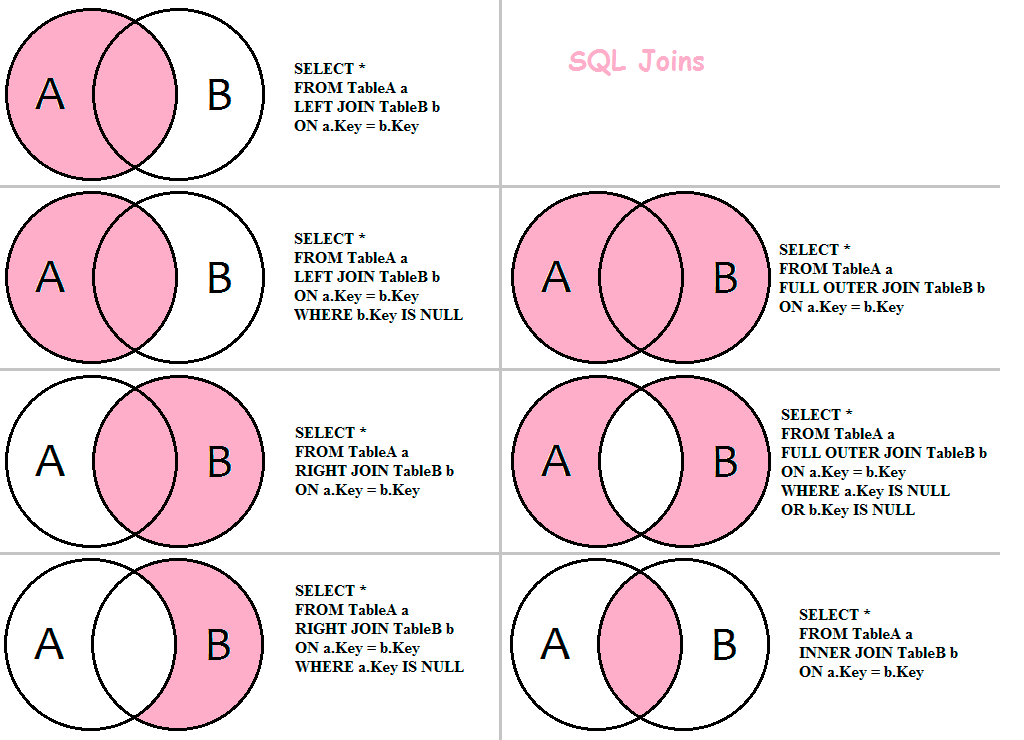 A
B
SELECT *
FROM TableA a
LEFT JOIN TableB b
ON a.Key = b.Key
SQL Joins
A
B
SELECT *
FROM TableA a
LEFT JOIN TableB b
ON a.Key = b.Key
WHERE b.Key IS NULL
A
B
SELECT *
FROM TableA a
FULL OUTER JOIN TableB b
ON a.Key = b.Key
A
B
SELECT *
FROM TableA a
RIGHT JOIN TableB b
ON a.Key = b.Key
A
B
SELECT *
FROM TableA a
FULL OUTER JOIN TableB b
ON a.Key = b.Key
WHERE a.Key IS NULL
OR b.Key IS NULL
A
B
SELECT *
FROM TableA a
RIGHT JOIN TableB b
ON a.Key = b.Key
WHERE a.Key IS NULL
A
B
SELECT *
FROM TableA a
INNER JOIN TableB b
ON a.Key = b.Key